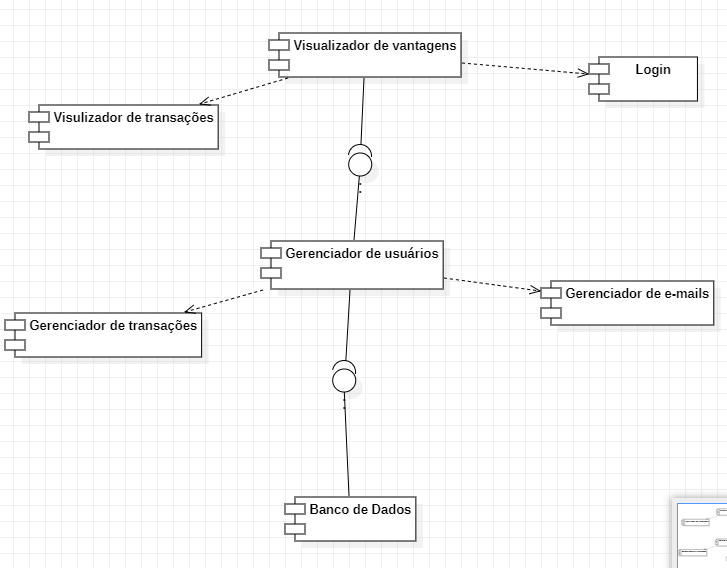 Visualizador de vantagens
Login
Visulizador de transações
Gerenciador de usuários
Gerenciador de e-mails
Gerenciador de transações
Banco de Dados